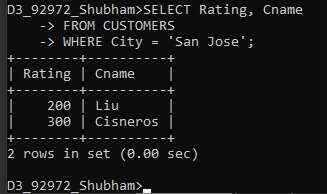 D3_92972_Shubham>SELECT Rating, Cname
    -> FROM CUSTOMERS
    -> WHERE City = 'San Jose';
+--------+----------+
| Rating | Cname    |
+--------+----------+
|    200 | Liu      |
|    300 | Cisneros |
+--------+----------+
2 rows in set (0.00 sec)
D3_92972_Shubham>